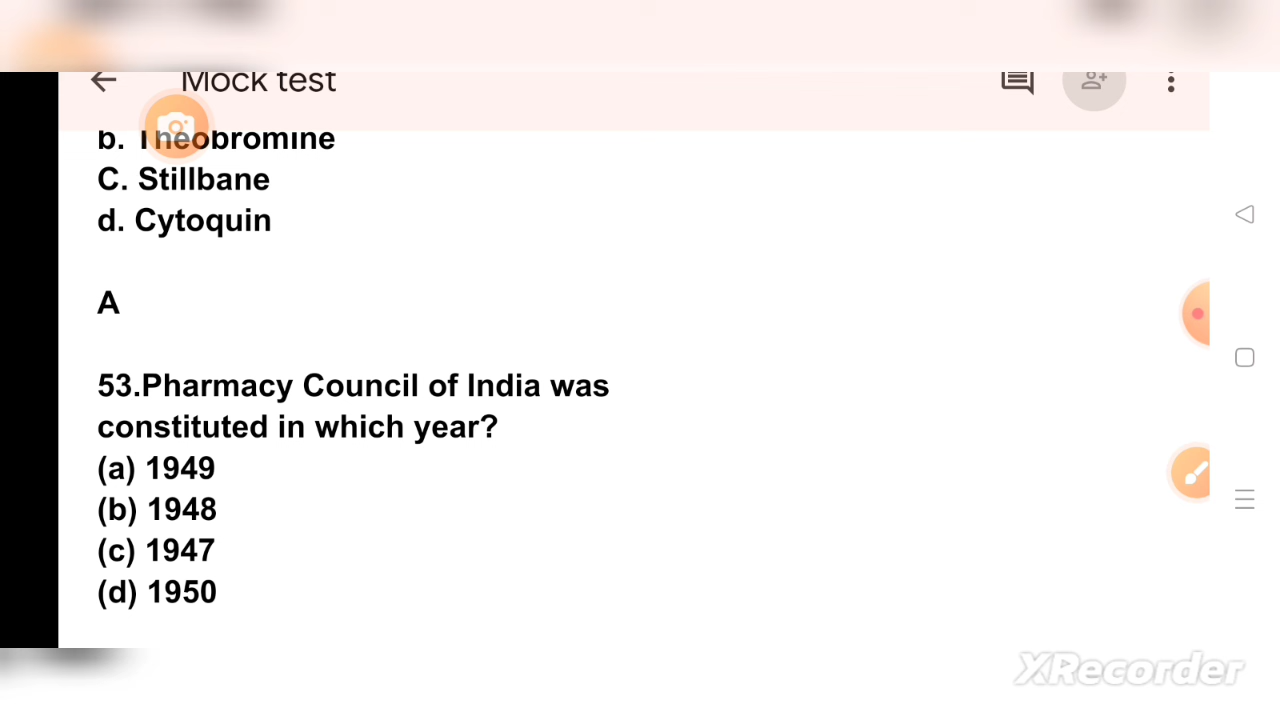 Mock test
b. Theobromine
C. Stillbane
d. Cytoquin
A
53.Pharmacy Council of India was
constituted in which year?
(a) 1949
(b) 1948
(c) 1947
(d) 1950
XRecorder